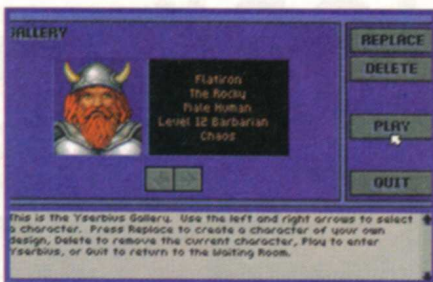 GALLERY
Flatiron
The Rocky
Male Human
Level 12 Barbarian
Chaos
REPLACE
DELETE
PLAY
QUIT
This is the Yserbius Gallery. Use the left and right arrows to select
a character. Press Replace to create a character of your own
design, Delete to remove the current character, Play to enter
Yserbius, or Quit to return to the Waiting Room.